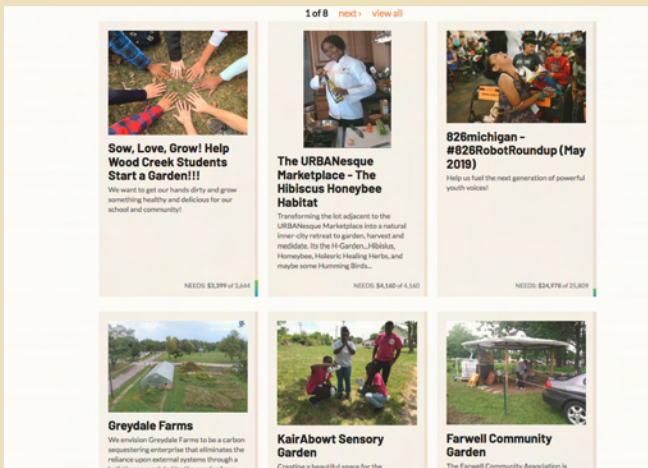 1 of 8 next › view all
Sow, Love, Grow! Help
Wood Creek Students
Start a Garden!!!
We want to get our hands dirty and grow
something healthy and delicious for our
school and community!
NEEDS: $3,399 of 3,644
The URBANesque
Marketplace - The
Hibiscus Honeybee
Habitat
Transforming the lot adjacent to the
URBANesque Marketplace into a natural
inner-city retreat to garden, harvest and
medidate. Its the H-Garden...Hibisius,
Homeybee, Holesric Healing Herbs, and
maybe some Humming Birds...
NEEDS: $4,160 of 4,160
826michigan -
#826RobotRoundup (May
2019)
Help us fuel the next generation of powerful
youth voices!
NEEDS: $24,978 of 25,809
Greydale Farms
We envision Greydale Farms to be a carbon
sequestering enterprise that eliminates the
reliance upon external systems through a
KairAbowt Sensory
Garden
Creating a beautiful space for the
Farwell Community
Garden
The Farwell Community Association is